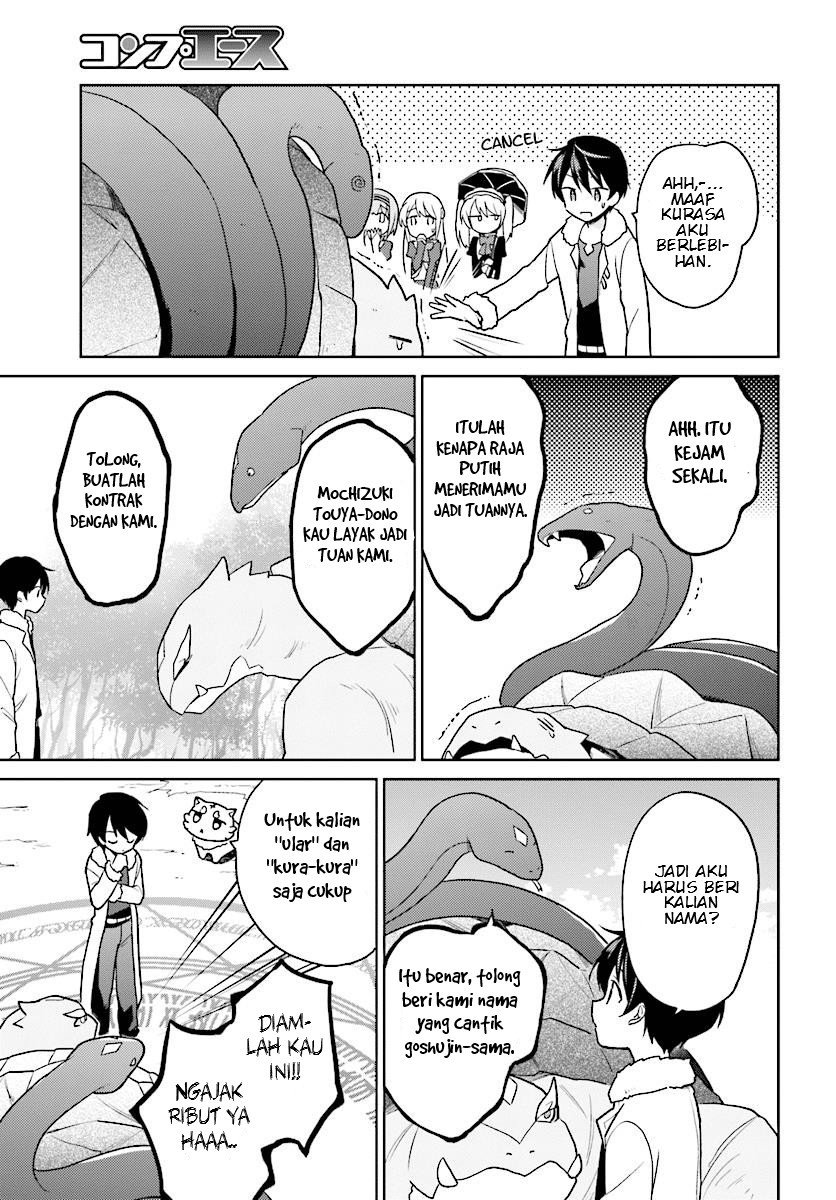 コンプ・エース
CANCEL
AHH,-...
MAAF
KURASA
AKU
BERLEBI-
HAN.
AHH. ITU
KEJAM
SEKALI.
ITULAH
KENAPA RAJA
PUTIH
MENERIMAMU
JADI TUANNYA.
MOCHIZUKI
TOUYA-DONO
KAU LAYAK JADI
TUAN KAMI.
TOLONG,
BUATLAH
KONTRAK
DENGAN KAMI.
JADI AKU
HARUS BERI
KALIAN
NAMA?
Itu benar, tolong
beri kami nama
yang cantik
goshujin-sama.
Untuk kalian
"ular" dan
"kura-kura"
saja cukup
DIAM-
LAH KAU
INI!!
NGAJAK
RIBUT YA
HAAA..